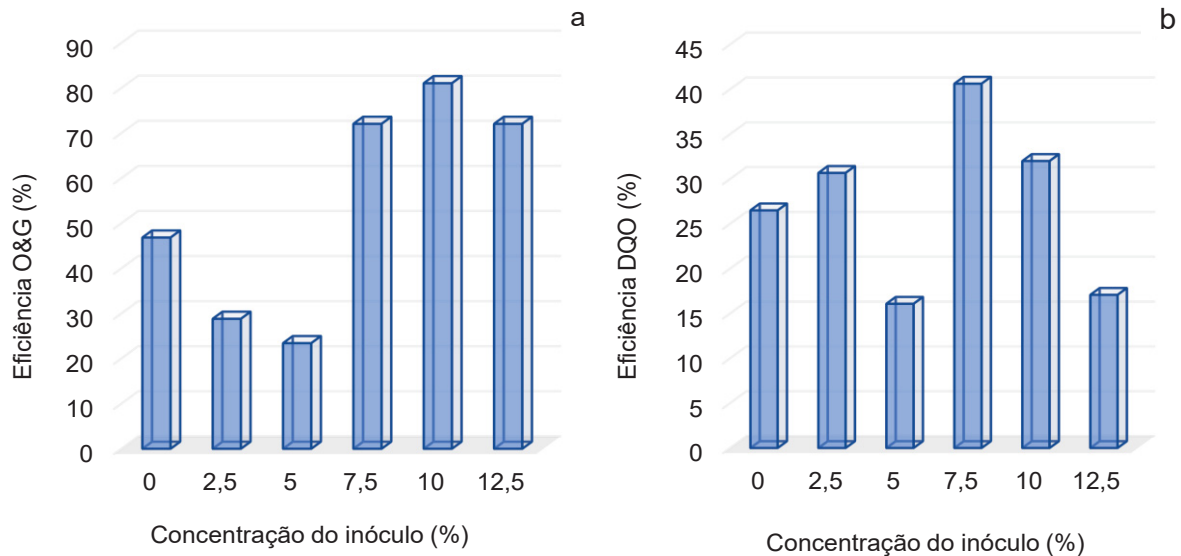 a
90
80
70
60
50
40
30
20
10
0
Eficiência O&G (%)
0 2,5 5 7,5 10 12,5
Concentração do inóculo (%)
b
45
40
35
30
25
20
15
10
5
0
Eficiência DQO (%)
0 2,5 5 7,5 10 12,5
Concentração do inóculo (%)